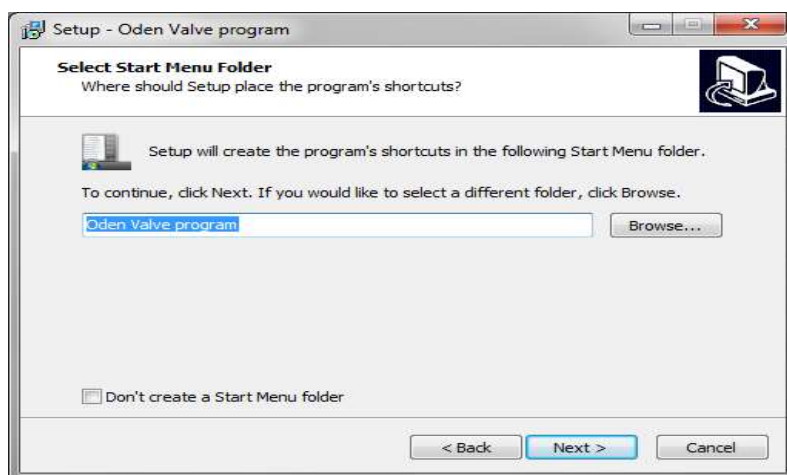 Setup - Oden Valve program
Select Start Menu Folder
Where should Setup place the program's shortcuts?
Setup will create the program's shortcuts in the following Start Menu folder.
To continue, click Next. If you would like to select a different folder, click Browse.
Oden Valve program
Browse...
Don't create a Start Menu folder
< Back
Next >
Cancel